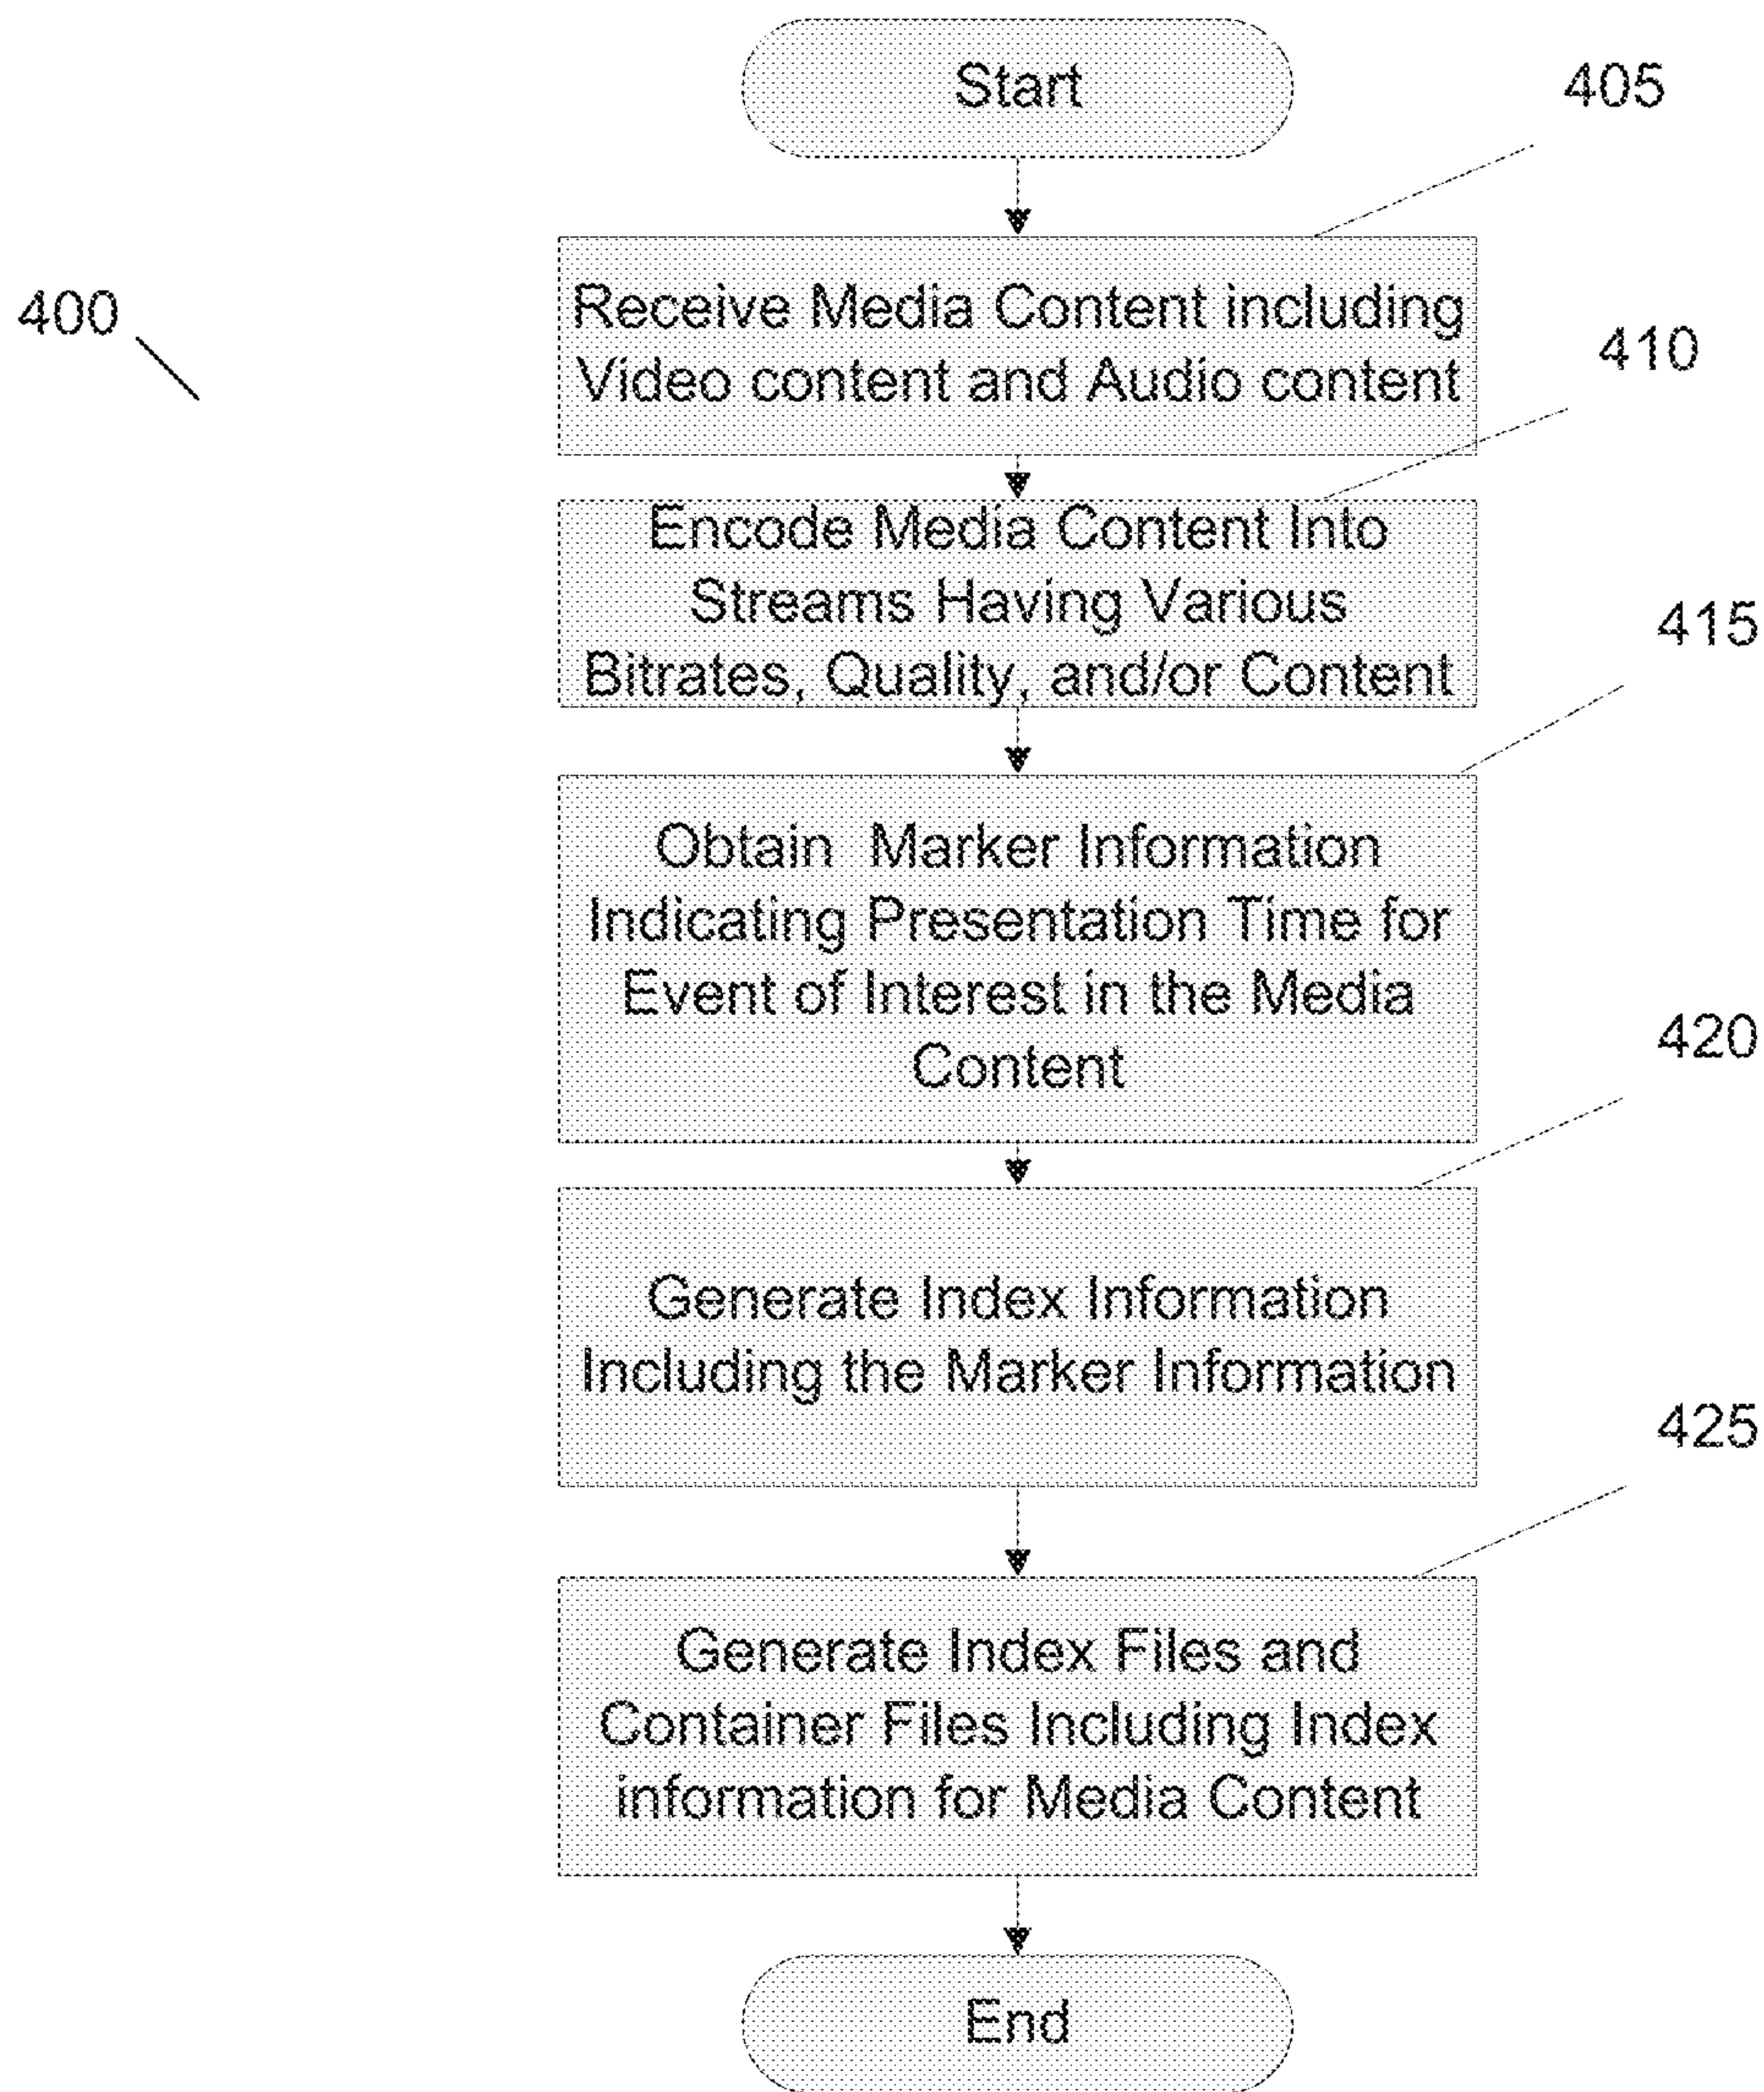 Start
405
400
Receive Media Content including
Video content and Audio content
410
Encode Media Content Into
Streams Having Various
Bitrates, Quality, and/or Content
415
Obtain Marker Information
Indicating Presentation Time for
Event of Interest in the Media
Content
420
Generate Index Information
Including the Marker Information
425
Generate Index Files and
Container Files Including Index
information for Media Content
End